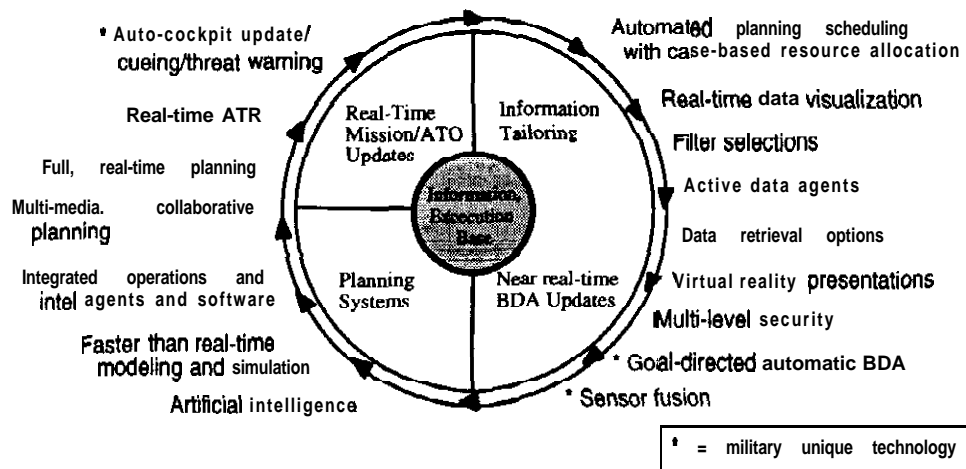 * Auto-cockpit update/
cueing/threat warning
Real-time ATR
Full, real-time planning
Multi-media. collaborative
planning
Integrated operations and
intel agents and software
Faster than real-time
modeling and simulation
Artificial intelligence
Real-Time
Mission/ATO
Updates
Information
Tailoring
Information,
Execution
Base
Planning
Systems
Near real-time
BDA Updates
Automated planning scheduling
with case-based resource allocation
Real-time data visualization
Filter selections
Active data agents
Data retrieval options
Virtual reality presentations
Multi-level security
* Goal-directed automatic BDA
* Sensor fusion
* = military unique technology